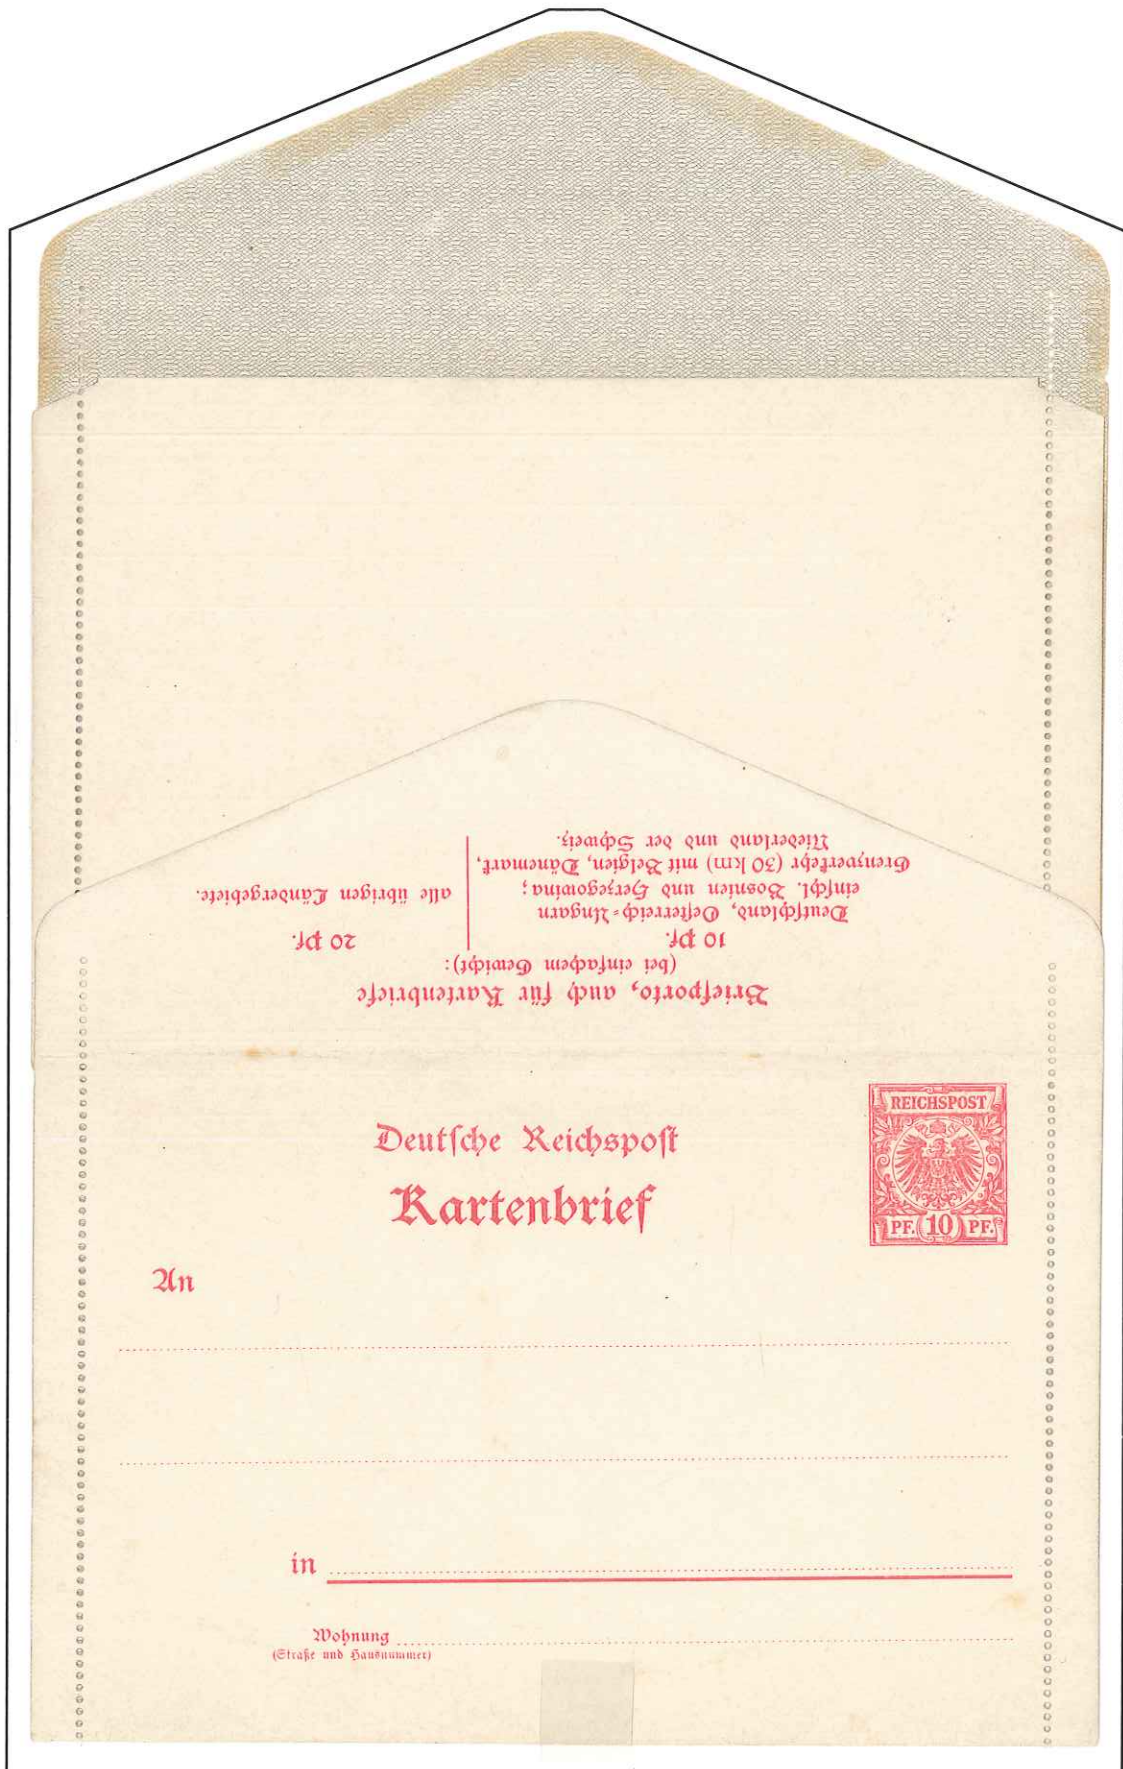 Briefporto, auch für Kartenbriefe
(bei einfachem Gewicht):
10 Pf.
Deutschland, Oesterreich-Ungarn
einschl. Bosnien und Herzegowina;
Grenzverkehr (30 km) mit Belgien, Dänemark,
Niederland und der Schweiz.
20 Pf.
alle übrigen Ländergebiete.
REICHSPOST
PF. 10 PF.
Deutsche Reichspost
Kartenbrief
An
in
Wohnung
(Straße und Hausnummer)